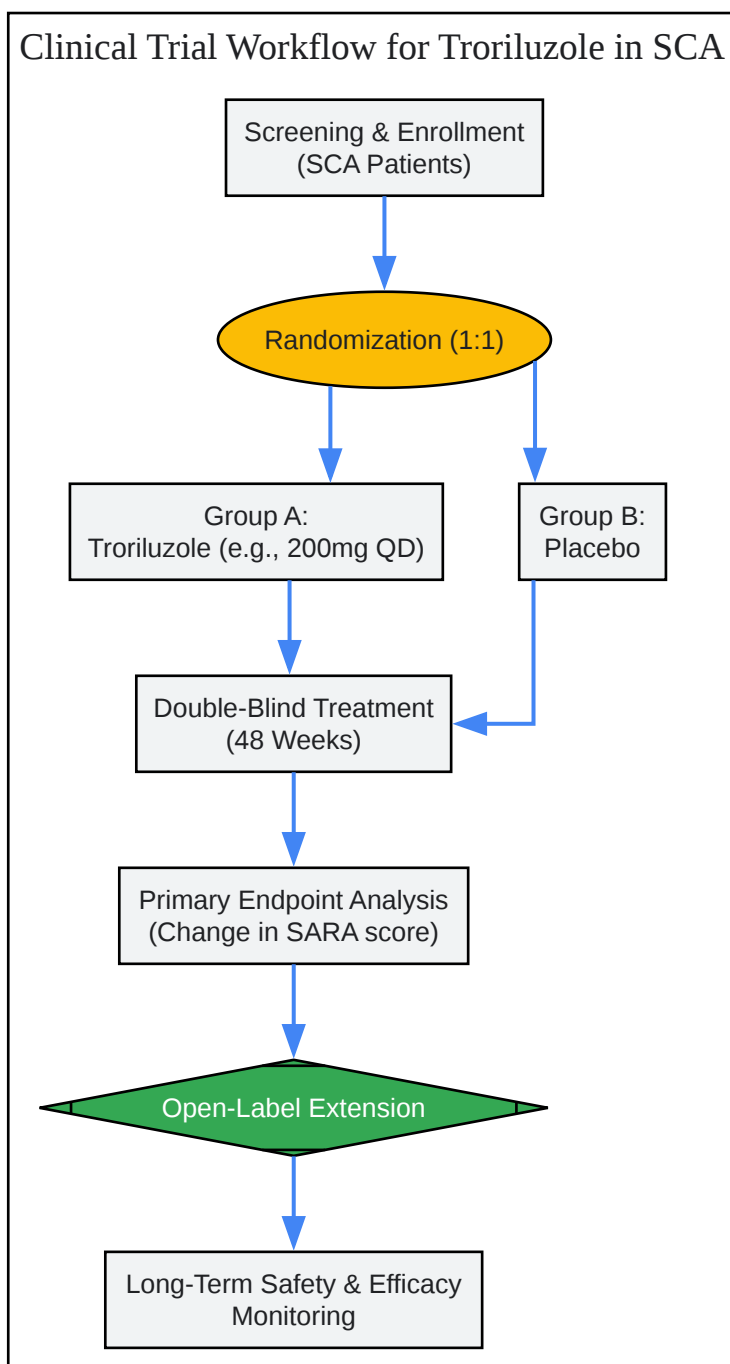 Clinical Trial Workflow for Troriluzole in SCA
Screening & Enrollment
(SCA Patients)
Randomization (1:1)
Group A:
Troriluzole (e.g., 200mg QD)
Group B:
Placebo
Double-Blind Treatment
(48 Weeks)
Primary Endpoint Analysis
(Change in SARA score)
Open-Label Extension
Long-Term Safety & Efficacy
Monitoring